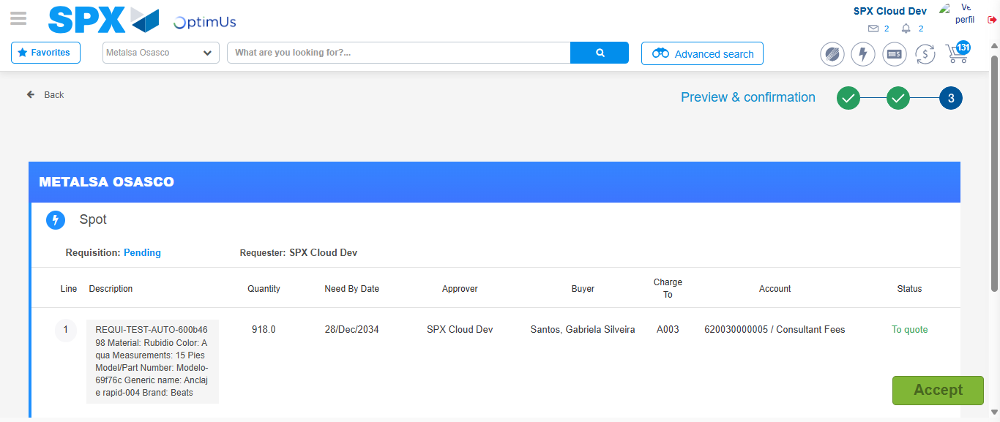 SPX OptimUs
SPX Cloud Dev
Ve
perfil
2 2
Favorites
Metalsa Osasco
What are you looking for?...
Advanced search
131
Back
Preview & confirmation
3
METALSA OSASCO
Spot
Requisition: Pending
Requester: SPX Cloud Dev
Line Description Quantity Need By Date Approver Buyer Charge To Account Status
1
REQUI-TEST-AUTO-600b46
98 Material: Rubidio Color: A
qua Measurements: 15 Pies
Model/Part Number: Modelo-
69f76c Generic name: Anclaj
e rapid-004 Brand: Beats
918.0 28/Dec/2034 SPX Cloud Dev Santos, Gabriela Silveira A003 620030000005 / Consultant Fees To quote
Accept